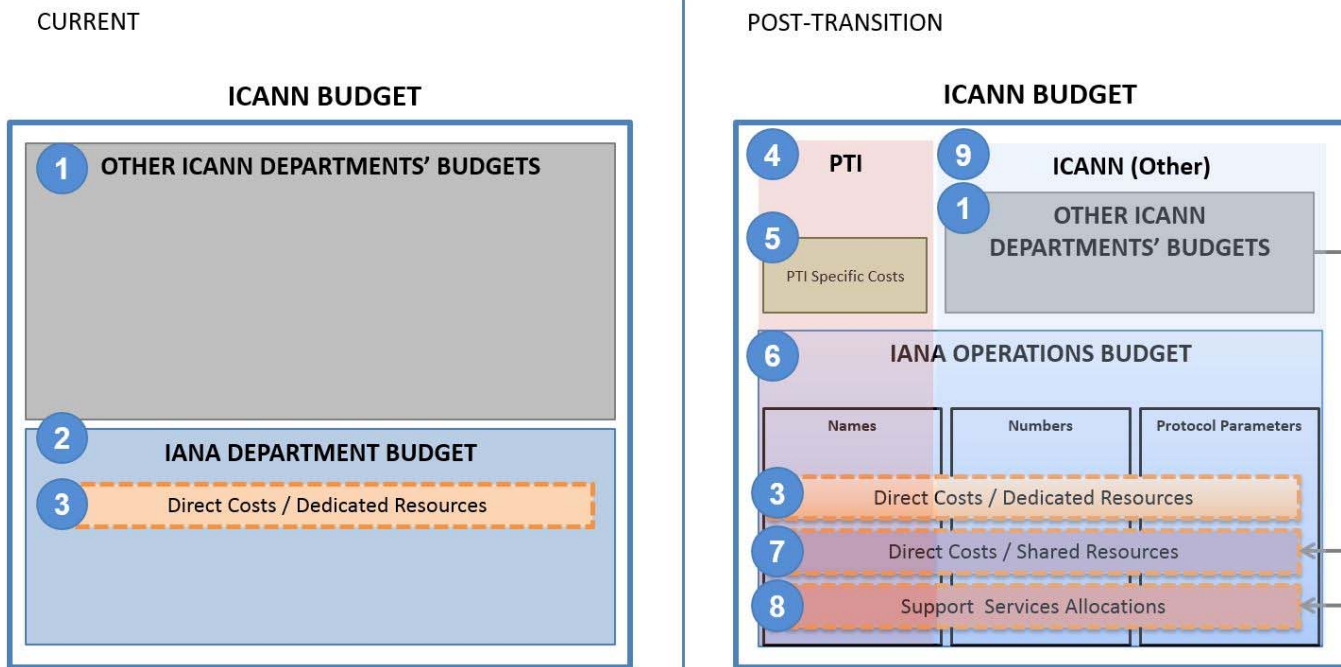 CURRENT
ICANN BUDGET
1
OTHER ICANN DEPARTMENTS’ BUDGETS
2
IANA DEPARTMENT BUDGET
3
Direct Costs / Dedicated Resources
POST-TRANSITION
ICANN BUDGET
4
PTI
9
ICANN (Other)
1
OTHER ICANN
DEPARTMENTS’ BUDGETS
5
PTI Specific Costs
6
IANA OPERATIONS BUDGET
Names
Numbers
Protocol Parameters
3
Direct Costs / Dedicated Resources
7
Direct Costs / Shared Resources
8
Support Services Allocations